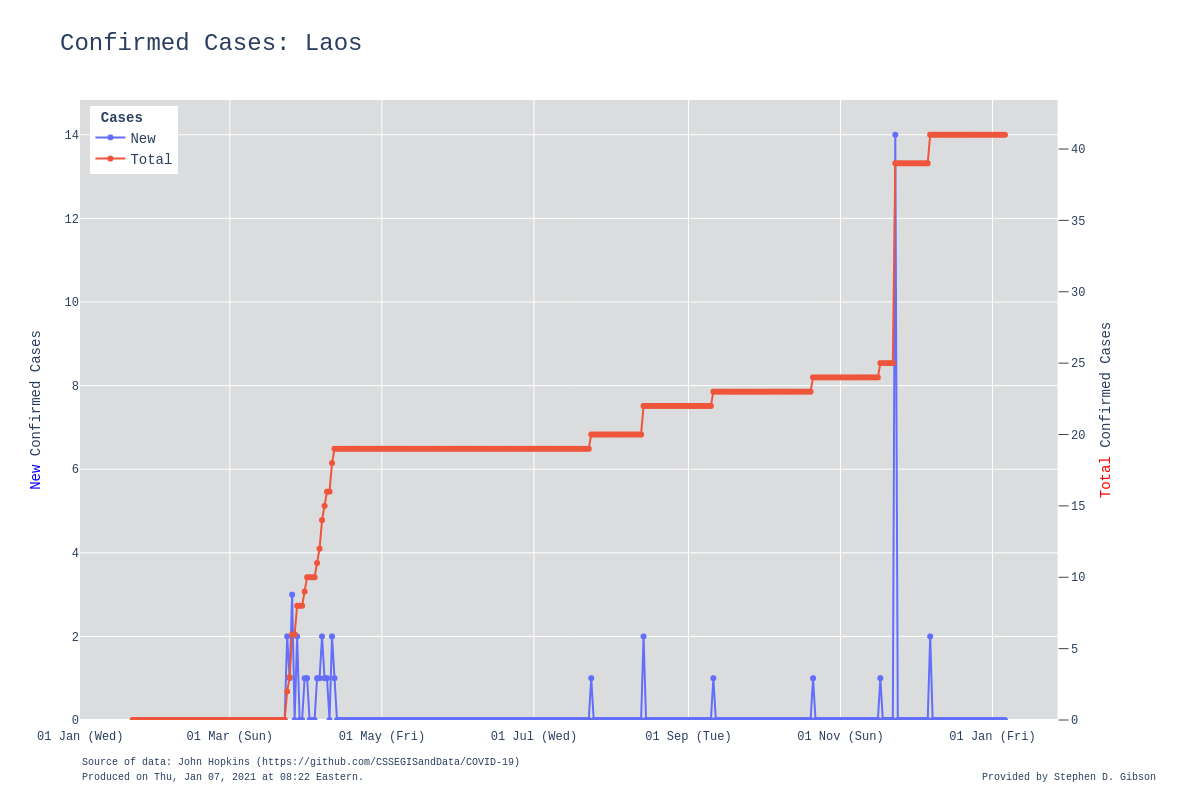 Confirmed Cases: Laos
Cases
New
Total
14
12
10
8
6
4
2
0
40
35
30
25
20
15
10
5
0
New Confirmed Cases
Total Confirmed Cases
01 Jan (Wed)
01 Mar (Sun)
01 May (Fri)
01 Jul (Wed)
01 Sep (Tue)
01 Nov (Sun)
01 Jan (Fri)
Source of data: John Hopkins (https://github.com/CSSEGISandData/COVID-19)
Produced on Thu, Jan 07, 2021 at 08:22 Eastern.
Provided by Stephen D. Gibson